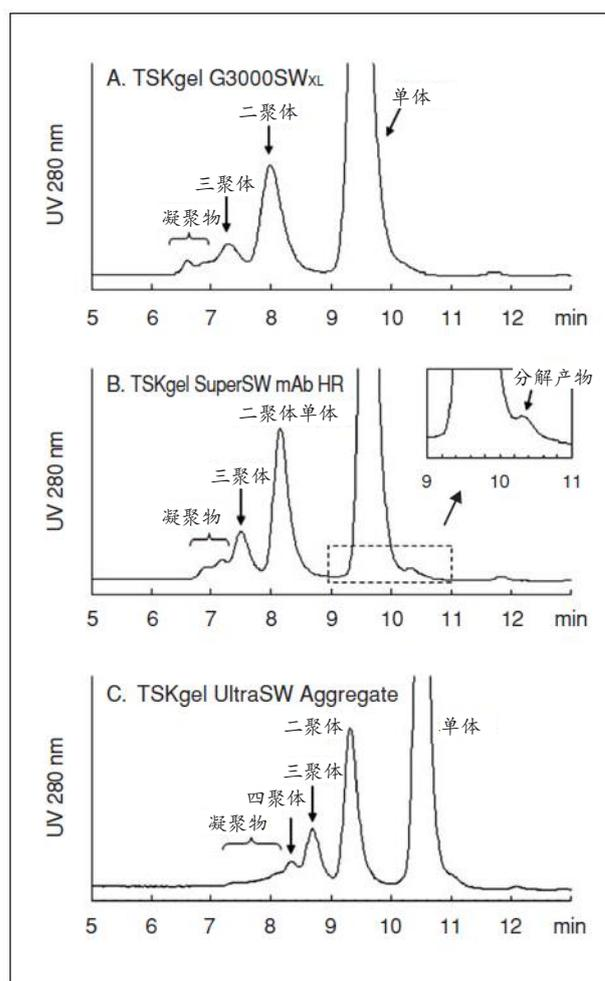 A. TSKgel G3000SWXL
单体
二聚体
三聚体
凝聚物
UV 280 nm
5 6 7 8 9 10 11 12 min
B. TSKgel SuperSW mAb HR
分解产物
二聚体单体
9 10 11
三聚体
凝聚物
UV 280 nm
5 6 7 8 9 10 11 12 min
C. TSKgel UltraSW Aggregate
二聚体
单体
三聚体
四聚体
凝聚物
UV 280 nm
5 6 7 8 9 10 11 12 min